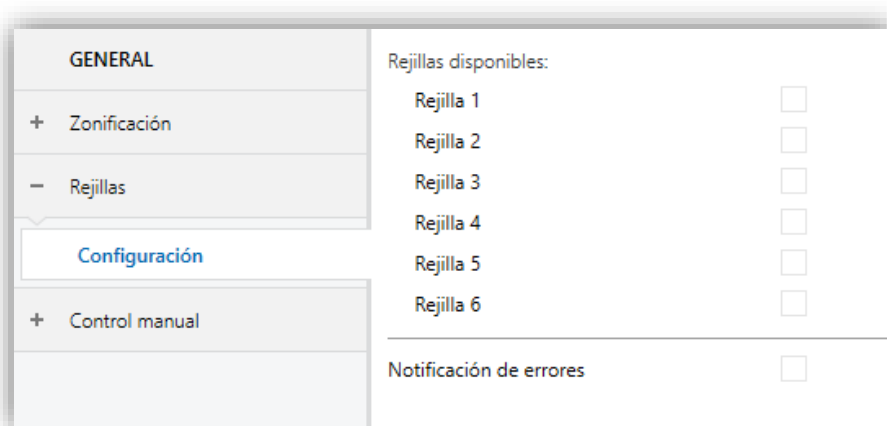 GENERAL
+ Zonificación
− Rejillas
Configuración
+ Control manual
Rejillas disponibles:
Rejilla 1
Rejilla 2
Rejilla 3
Rejilla 4
Rejilla 5
Rejilla 6
Notificación de errores